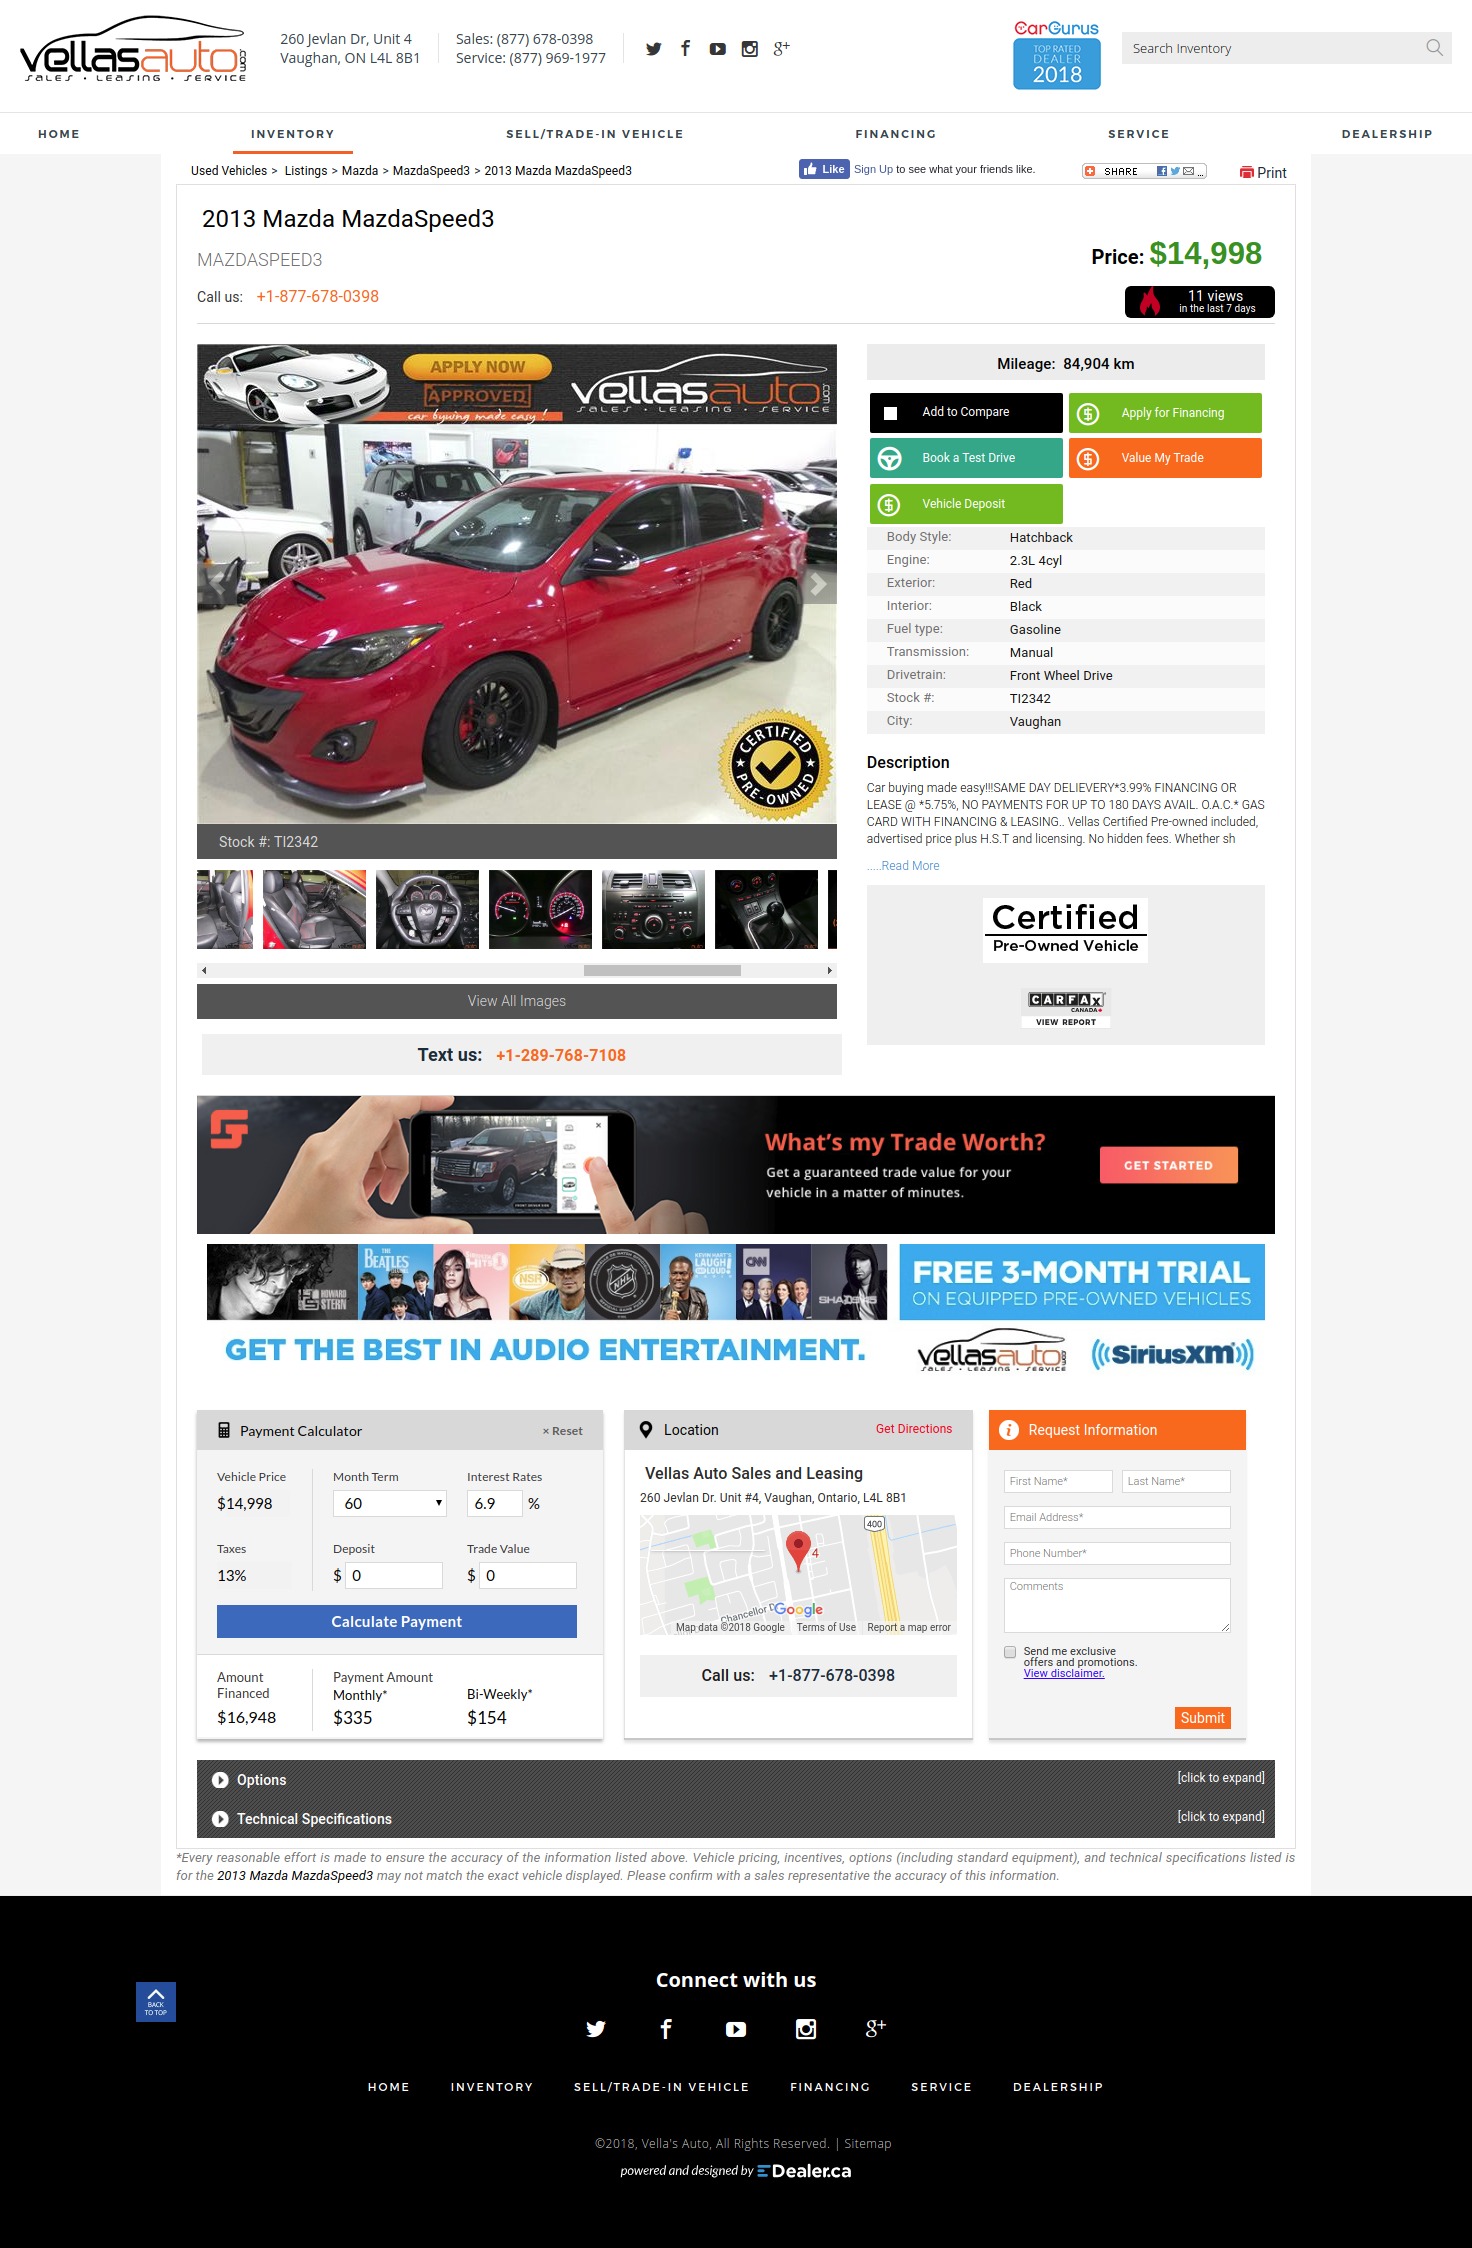 vellasauto.com
SALES • LEASING • SERVICE
260 Jevlan Dr, Unit 4
Vaughan, ON L4L 8B1
Sales: (877) 678-0398
Service: (877) 969-1977
CarGurus
TOP RATED
DEALER
2018
Search Inventory
HOME INVENTORY SELL/TRADE-IN VEHICLE FINANCING SERVICE DEALERSHIP
Used Vehicles > Listings > Mazda > MazdaSpeed3 > 2013 Mazda MazdaSpeed3
Like Sign Up to see what your friends like.
SHARE ...
Print
2013 Mazda MazdaSpeed3
MAZDASPEED3
Price: $14,998
Call us: +1-877-678-0398
11 views
in the last 7 days
APPLY NOW
APPROVED
car buying made easy !
vellasauto.com
SALES • LEASING • SERVICE
CERTIFIED
PRE-OWNED
Stock #: TI2342
View All Images
Text us: +1-289-768-7108
Mileage: 84,904 km
Add to Compare
Apply for Financing
Book a Test Drive
Value My Trade
Vehicle Deposit
Body Style: Hatchback
Engine: 2.3L 4cyl
Exterior: Red
Interior: Black
Fuel type: Gasoline
Transmission: Manual
Drivetrain: Front Wheel Drive
Stock #: TI2342
City: Vaughan
Description
Car buying made easy!!!SAME DAY DELIEVERY*3.99% FINANCING OR
LEASE @ *5.75%, NO PAYMENTS FOR UP TO 180 DAYS AVAIL. O.A.C.* GAS
CARD WITH FINANCING & LEASING.. Vellas Certified Pre-owned included,
advertised price plus H.S.T and licensing. No hidden fees. Whether sh
.....Read More
Certified
Pre-Owned Vehicle
CARFAX
CANADA
VIEW REPORT
What's my Trade Worth?
Get a guaranteed trade value for your
vehicle in a matter of minutes.
GET STARTED
HOWARD
STERN
THE
BEATLES
HITS 1
NSR
NHL
KEVIN HART'S
LAUGH
OUT LOUD!
CNN
SHADE45
FREE 3-MONTH TRIAL
ON EQUIPPED PRE-OWNED VEHICLES
GET THE BEST IN AUDIO ENTERTAINMENT.
vellasauto.com
SALES • LEASING • SERVICE
((SiriusXM))
Payment Calculator
× Reset
Vehicle Price
$14,998
Month Term
60
Interest Rates
6.9 %
Taxes
13%
Deposit
$ 0
Trade Value
$ 0
Calculate Payment
Amount
Financed
$16,948
Payment Amount
Monthly*
$335
Bi-Weekly*
$154
Location
Get Directions
Vellas Auto Sales and Leasing
260 Jevlan Dr. Unit #4, Vaughan, Ontario, L4L 8B1
400
4
Chancellor D
Google
Map data ©2018 Google Terms of Use Report a map error
Call us: +1-877-678-0398
Request Information
First Name*
Last Name*
Email Address*
Phone Number*
Comments
Send me exclusive
offers and promotions.
View disclaimer.
Submit
Options
[click to expand]
Technical Specifications
[click to expand]
*Every reasonable effort is made to ensure the accuracy of the information listed above. Vehicle pricing, incentives, options (including standard equipment), and technical specifications listed is
for the 2013 Mazda MazdaSpeed3 may not match the exact vehicle displayed. Please confirm with a sales representative the accuracy of this information.
BACK
TO TOP
Connect with us
HOME INVENTORY SELL/TRADE-IN VEHICLE FINANCING SERVICE DEALERSHIP
©2018, Vella's Auto, All Rights Reserved. | Sitemap
powered and designed by EDealer.ca